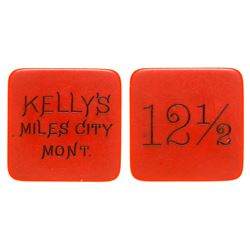 KELLY'S
MILES CITY
MONT.
12½